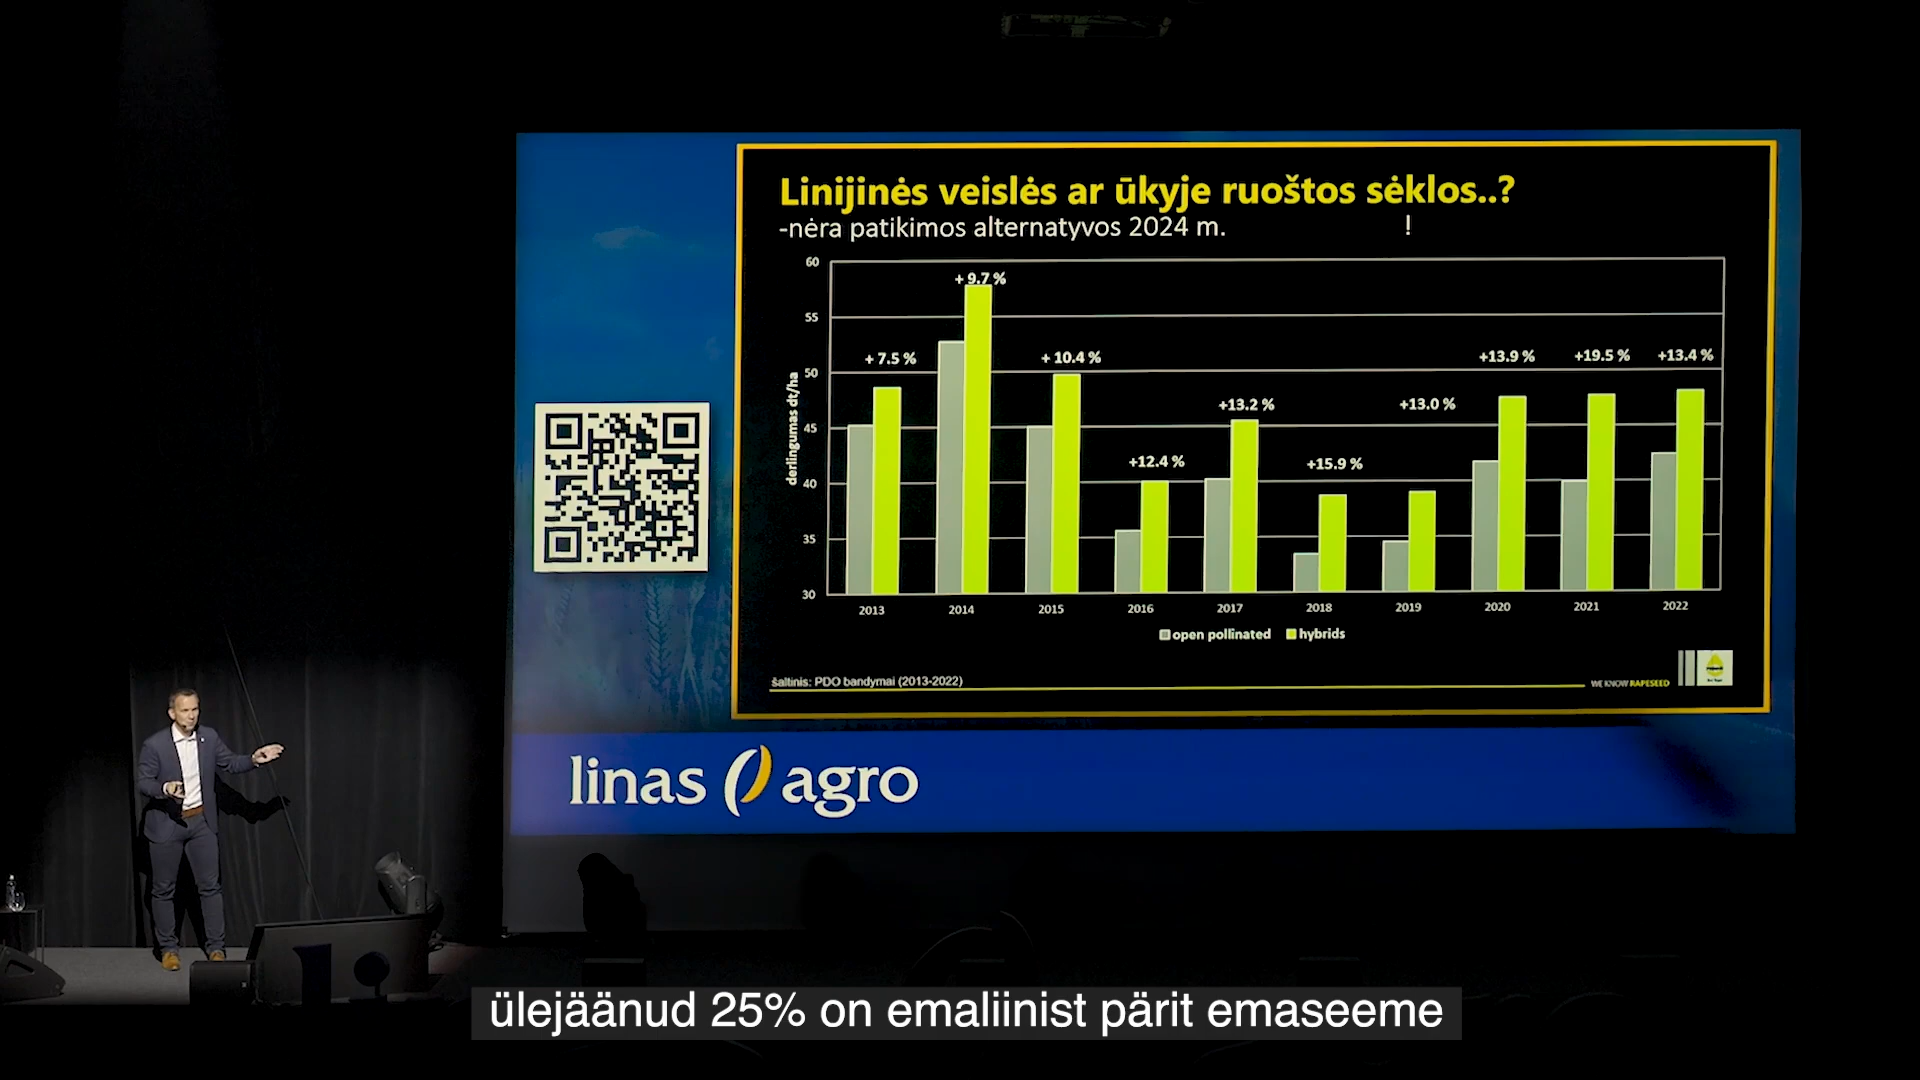 Linijinės veislės ar ūkyje ruoštos sėklos..?
-nėra patikimos alternatyvos 2024 m. !
derlingumas dt/ha
60
55
50
45
40
35
30
+ 7.5 %
+ 9.7 %
+ 10.4 %
+12.4 %
+13.2 %
+15.9 %
+13.0 %
+13.9 %
+19.5 %
+13.4 %
2013 2014 2015 2016 2017 2018 2019 2020 2021 2022
open pollinated hybrids
šaltinis: PDO bandymai (2013-2022)
WE KNOW RAPESEED
linas agro
ülejäänud 25% on emaliinist pärit emaseeme